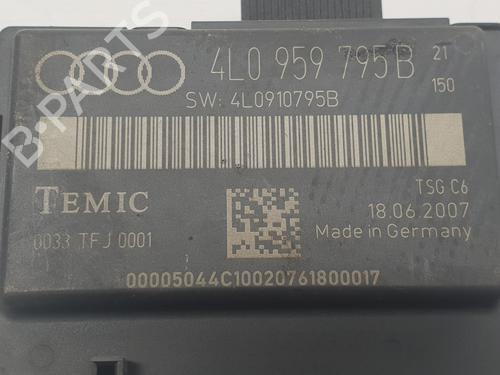 4L0 959 795 B 21
SW: 4L0910795B 150
TEMIC
TSG C6
18.06.2007
0033 TFJ 0001
Made in Germany
00005044C10020761800017
B-PARTS